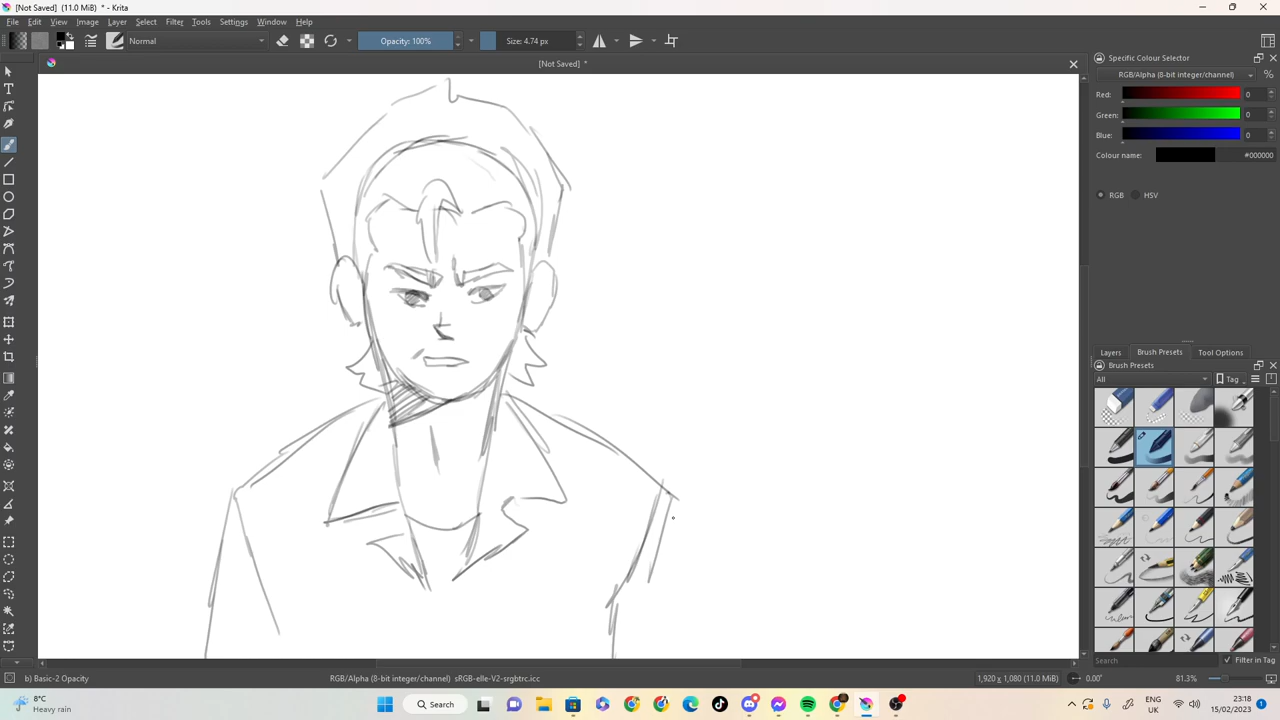 [Not Saved] (11.0 MiB) * - Krita
File Edit View Image Layer Select Filter Tools Settings Window Help
Normal Opacity: 100% Size: 4.74 px
[Not Saved] *
Specific Colour Selector
RGB/Alpha (8-bit integer/channel) %
Red: 0
Green: 0
Blue: 0
Colour name: #000000
RGB HSV
Layers Brush Presets Tool Options
Brush Presets
All Tag
Search Filter in Tag
b) Basic-2 Opacity RGB/Alpha (8-bit integer/channel) sRGB-elle-V2-srgbtrc.icc 1,920 x 1,080 (11.0 MiB) 0.00° 81.3%
8°C
Heavy rain
Search
ENG
UK
23:18
15/02/2023